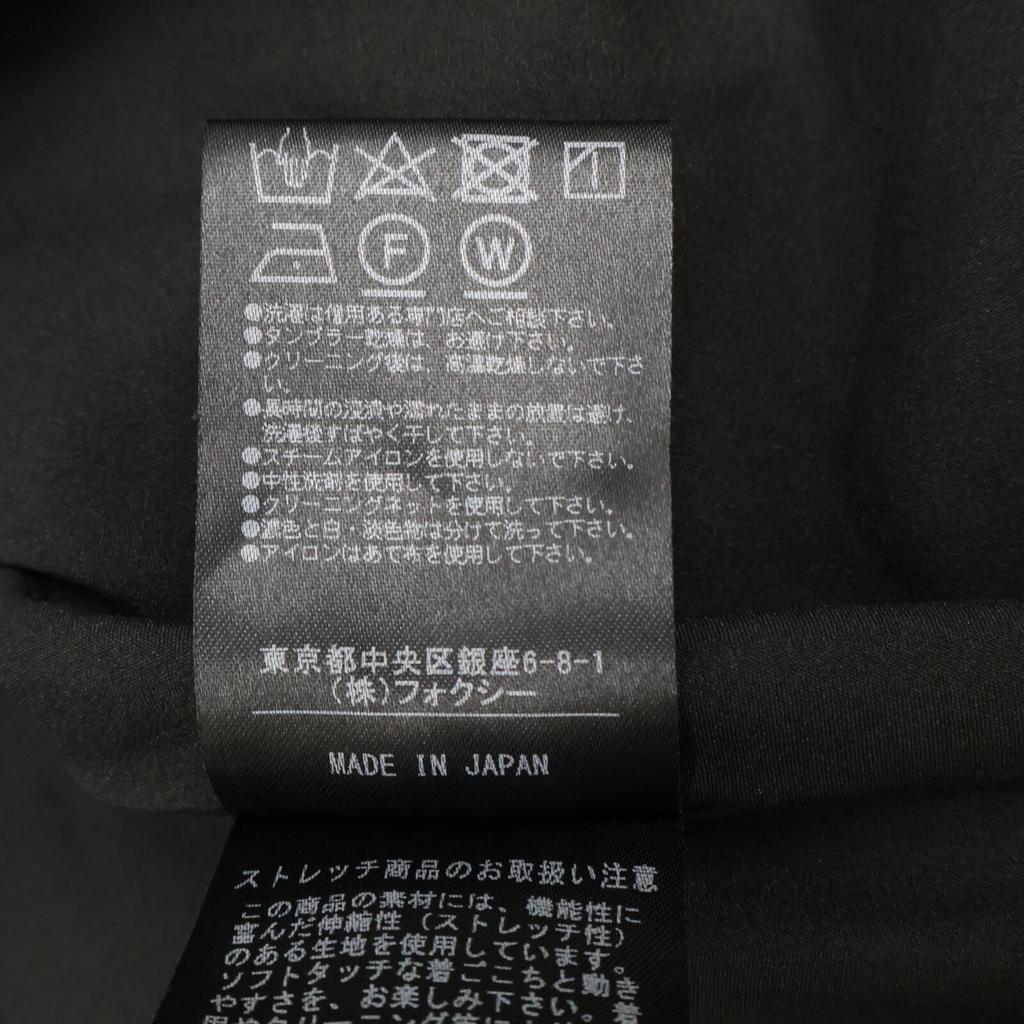 F
W
●洗濯は信用ある専門店へご相談下さい。
●タンブラー乾燥は、お避け下さい。
●クリーニング後は、高温乾燥しないで下さ
い。
●長時間の浸漬や濡れたままの放置は避け、
洗濯後すばやく干して下さい。
●スチームアイロンを使用しないで下さい。
●中性洗剤を使用して下さい。
●クリーニングネットを使用して下さい。
●濃色と白・淡色物は分けて洗って下さい。
●アイロンはあて布を使用して下さい。
東京都中央区銀座6-8-1
(株)フォクシー
MADE IN JAPAN
ストレッチ商品のお取扱い注意
この商品の素材には、機能性に
富んだ伸縮性(ストレッチ性)
のある生地を使用しています。
ソフトタッチな着ごこちと動き
やすさを、お楽しみ下さい。着
用やクリーニング等に